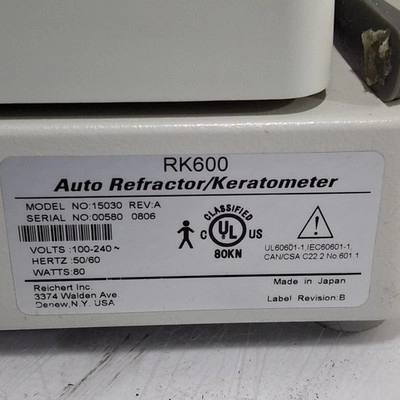 RK600
Auto Refractor/Keratometer
MODEL NO:15030 REV:A
SERIAL NO:00580 0806
VOLTS :100-240~
HERTZ :50/60
WATTS:80
CLASSIFIED
C UL US
80KN
UL60601-1,IEC60601-1,
CAN/CSA C22.2 No.601.1
Reichert Inc.
3374 Walden Ave.
Denew,N.Y. USA
Made in Japan
Label Revision:B